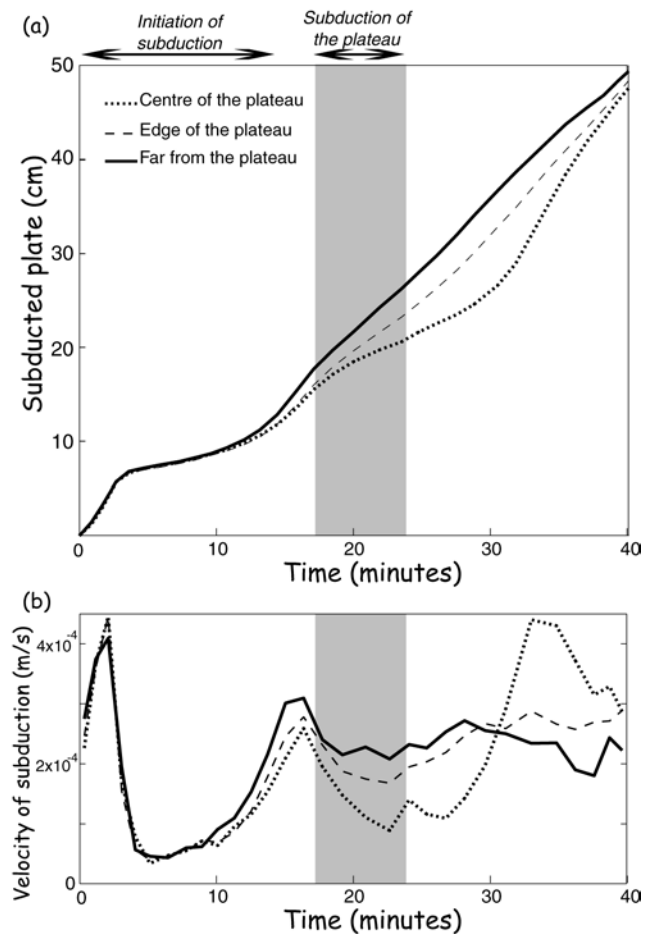 (a)
Initiation of
subduction
Subduction of
the plateau
50
40
30
20
10
0
10
20
30
40
Subducted plate (cm)
Centre of the plateau
Edge of the plateau
Far from the plateau
Time (minutes)
(b)
4x10⁻⁴
2x10⁻⁴
0
0
10
20
30
40
Velocity of subduction (m/s)
Time (minutes)